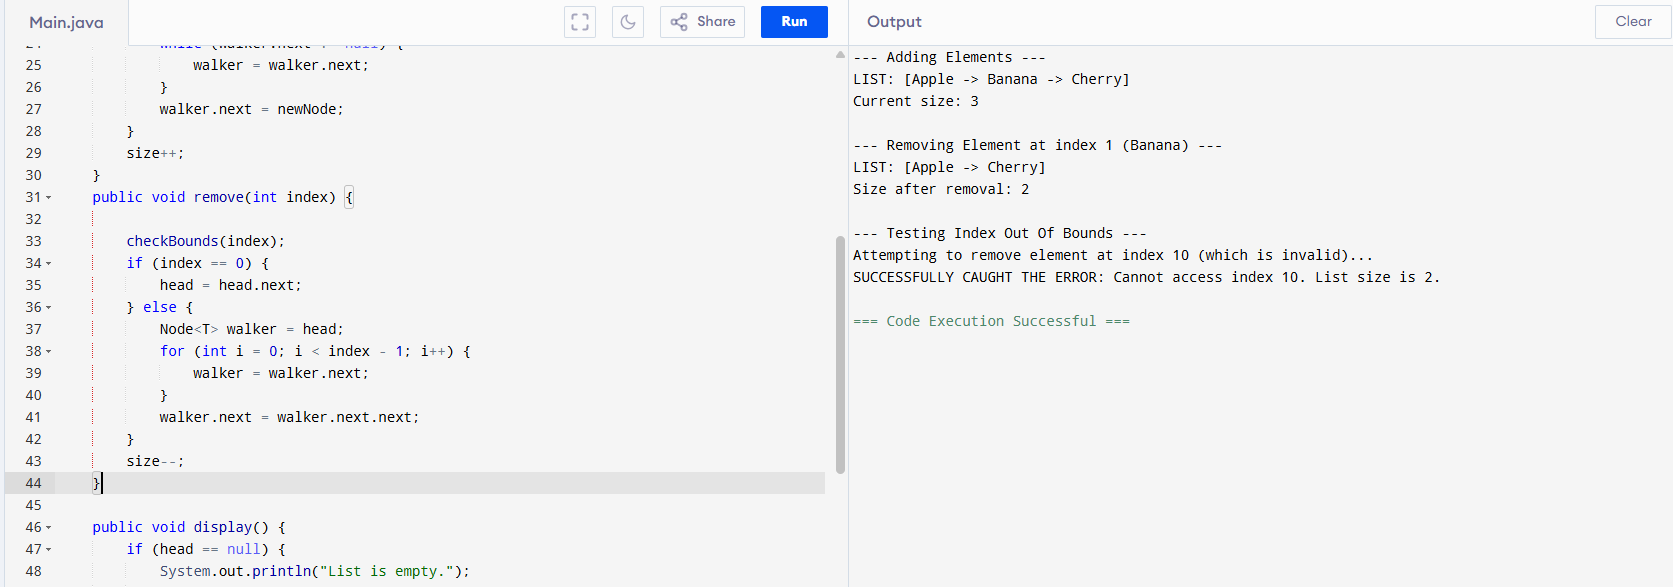 Main.java
Share
Run
Output
Clear
25 walker = walker.next;
26 }
27 walker.next = newNode;
28 }
29 size++;
30 }
31 public void remove(int index) {
32
33 checkBounds(index);
34 if (index == 0) {
35 head = head.next;
36 } else {
37 Node<T> walker = head;
38 for (int i = 0; i < index - 1; i++) {
39 walker = walker.next;
40 }
41 walker.next = walker.next.next;
42 }
43 size--;
44 }
45
46 public void display() {
47 if (head == null) {
48 System.out.println("List is empty.");
--- Adding Elements ---
LIST: [Apple -> Banana -> Cherry]
Current size: 3
--- Removing Element at index 1 (Banana) ---
LIST: [Apple -> Cherry]
Size after removal: 2
--- Testing Index Out Of Bounds ---
Attempting to remove element at index 10 (which is invalid)...
SUCCESSFULLY CAUGHT THE ERROR: Cannot access index 10. List size is 2.
=== Code Execution Successful ===